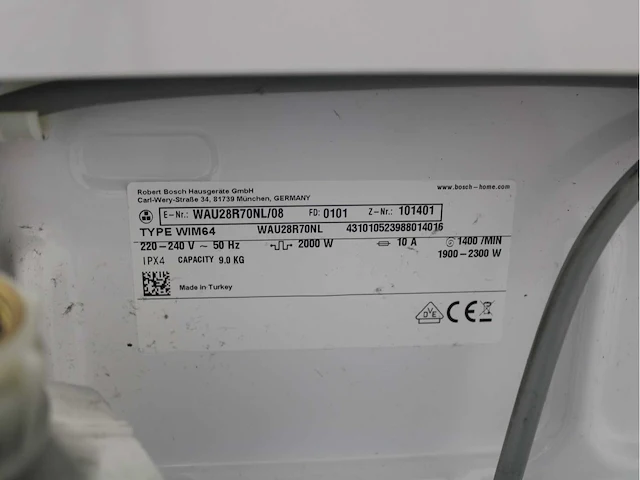 Robert Bosch Hausgeräte GmbH
Carl-Wery-Straße 34, 81739 München, GERMANY
www.bosch-home.com
E-Nr.: WAU28R70NL/08 FD: 0101 Z-Nr.: 101401
TYPE WIM64 WAU28R70NL 431010523988014016
220-240 V ~ 50 Hz 2000 W 10 A 1400 /MIN
IPX4 CAPACITY 9.0 KG 1900-2300 W
Made in Turkey
DVE CE